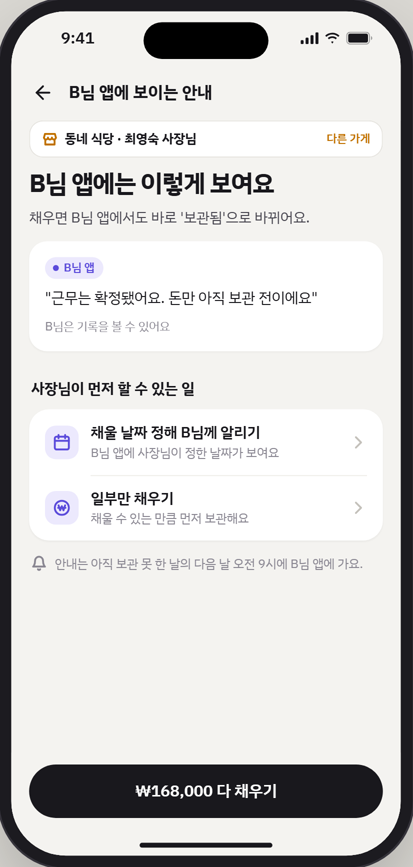 9:41
B님 앱에 보이는 안내
동네 식당 · 최영숙 사장님
다른 가게
B님 앱에는 이렇게 보여요
채우면 B님 앱에서도 바로 '보관됨'으로 바뀌어요.
B님 앱
"근무는 확정됐어요. 돈만 아직 보관 전이에요"
B님은 기록을 볼 수 있어요
사장님이 먼저 할 수 있는 일
채울 날짜 정해 B님께 알리기
B님 앱에 사장님이 정한 날짜가 보여요
일부만 채우기
채울 수 있는 만큼 먼저 보관해요
안내는 아직 보관 못 한 날의 다음 날 오전 9시에 B님 앱에 가요.
₩168,000 다 채우기